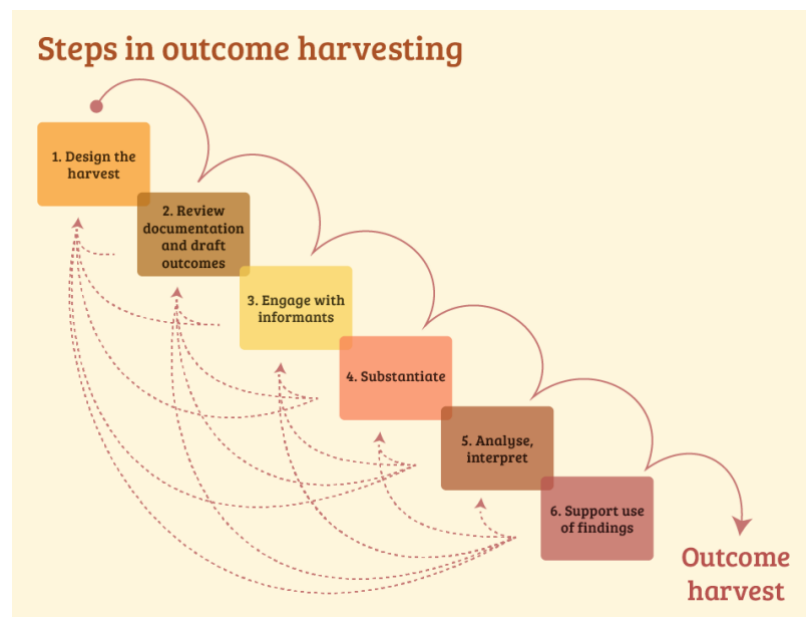 Steps in outcome harvesting
1. Design the
harvest
2. Review
documentation
and draft
outcomes
3. Engage with
informants
4. Substantiate
5. Analyse,
interpret
6. Support use
of findings
Outcome
harvest